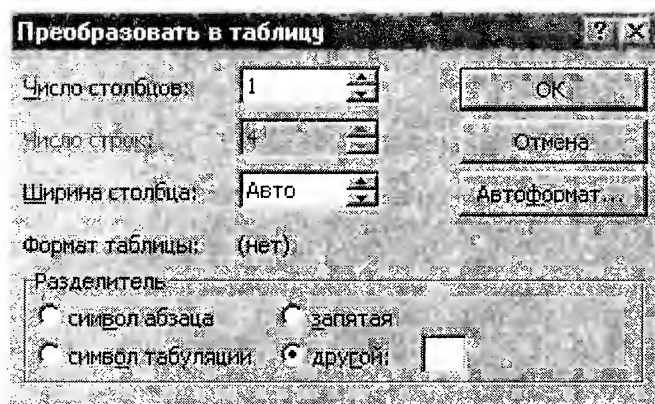 Преобразовать в таблицу ? ×
Число столбцов: 1 ОК
Число строк: Отмена
Ширина столбца: Авто Автоформат...
Формат таблицы: (нет)
Разделитель
символ абзаца запятая
символ табуляции другой: